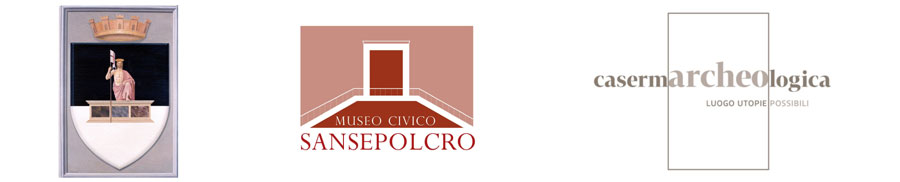 MUSEO CIVICO
SANSEPOLCRO
casermarcheologica
LUOGO UTOPIE POSSIBILI